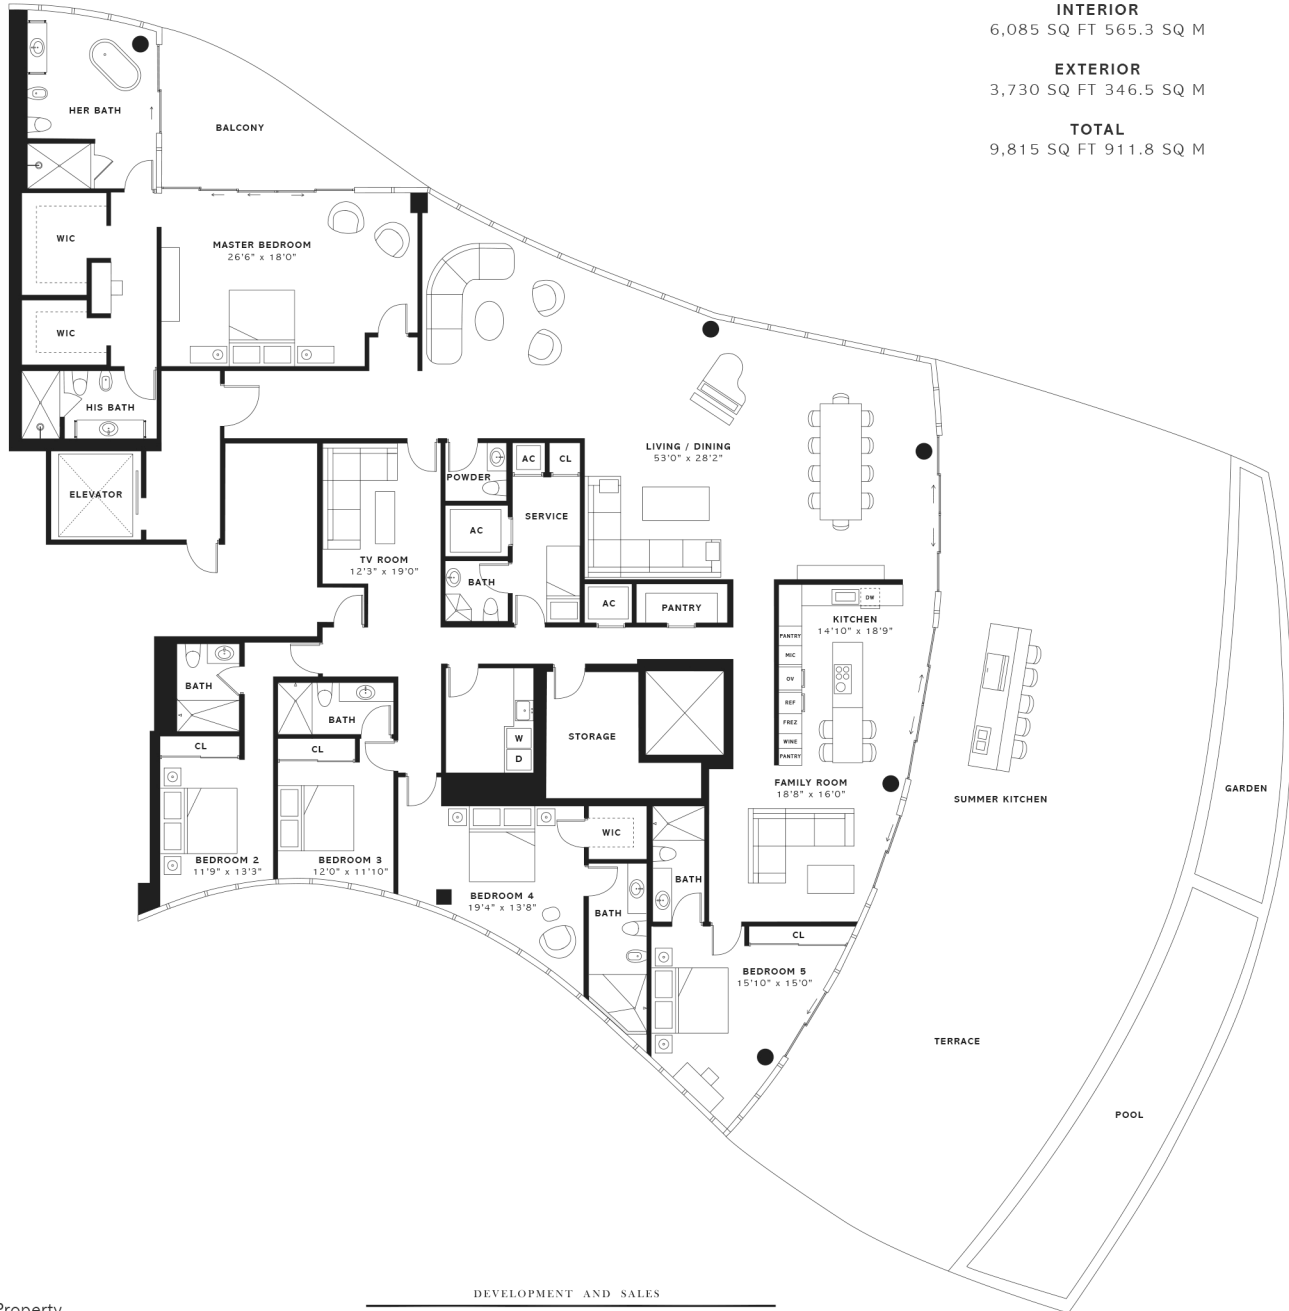 INTERIOR
6,085 SQ FT 565.3 SQ M
EXTERIOR
3,730 SQ FT 346.5 SQ M
TOTAL
9,815 SQ FT 911.8 SQ M
HER BATH
BALCONY
WIC
MASTER BEDROOM
26'6" x 18'0"
WIC
HIS BATH
LIVING / DINING
53'0" x 28'2"
AC
CL
POWDER
ELEVATOR
SERVICE
AC
TV ROOM
12'3" x 19'0"
BATH
AC
PANTRY
DW
KITCHEN
14'10" x 18'9"
PANTRY
MIC
OV
REF
FREZ
WINE
PANTRY
BATH
BATH
W
D
STORAGE
CL
CL
FAMILY ROOM
18'8" x 16'0"
SUMMER KITCHEN
GARDEN
WIC
BEDROOM 2
11'9" x 13'3"
BEDROOM 3
12'0" x 11'10"
BATH
BEDROOM 4
19'4" x 13'8"
BATH
CL
BEDROOM 5
15'10" x 15'0"
TERRACE
POOL
DEVELOPMENT AND SALES
Property